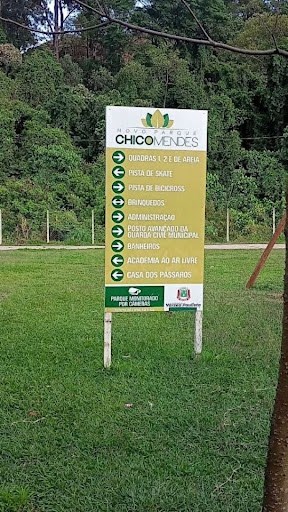 NOVO PARQUE
CHICO MENDES
QUADRAS 1, 2 E DE AREIA
PISTA DE SKATE
PISTA DE BICICROSS
BRINQUEDOS
ADMINISTRAÇÃO
POSTO AVANÇADO DA
GUARDA CIVIL MUNICIPAL
BANHEIROS
ACADEMIA AO AR LIVRE
CASA DOS PÁSSAROS
PARQUE MONITORADO
POR CÂMERAS